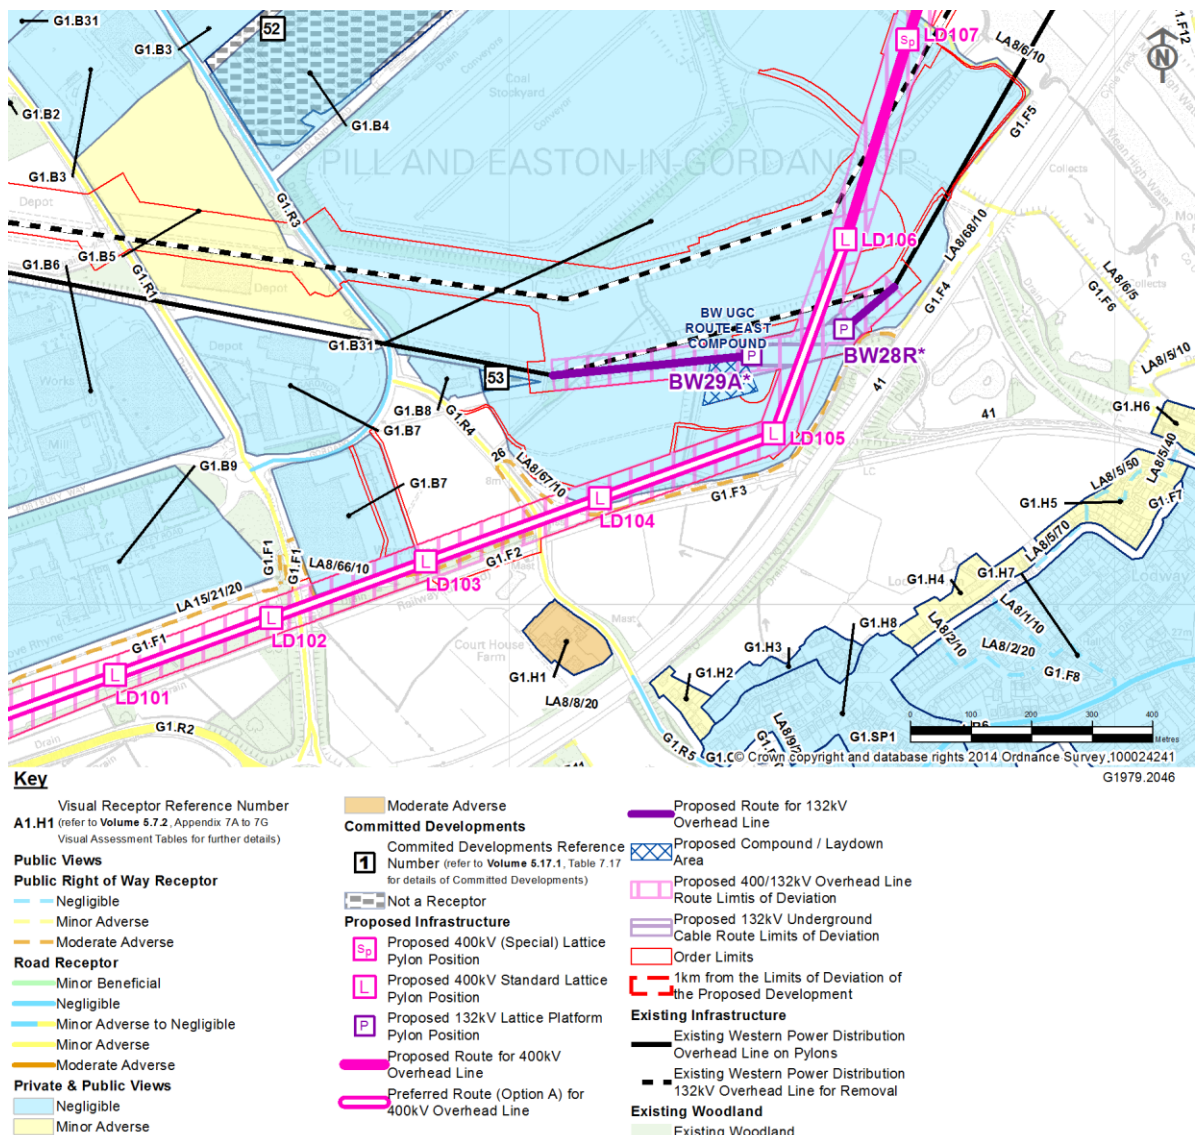 G1.B31
52
LD107
LA8/6/10
G1.F12
N
G1.B3
Coal
Stockyard
Conveyor
Cycle Track
Mean High Water
G1.B2
G1.B4
G1.F5
PILL AND EASTON-IN-GORDANO CP
G1.B3
Collects
Depot
G1.R3
LA8/68/10
LD106
G1.B5
G1.B6
G1.R1
Depot
G1.F4
LA8/6/5
G1.F6
Collects
Drain
BW UGC
ROUTE EAST
COMPOUND
P
P
BW28R*
G1.B31
53
BW29A*
LA8/5/10
Works
G1.B8
G1.R4
41
G1.H6
G1.B7
LD105
41
Mill
26
LA8/67/10
8m
LC
LA8/5/40
G1.B9
G1.B7
LA8/5/50
G1.F3
G1.H5
G1.F7
LD104
LA8/5/70
G1.F1
G1.F1
LA8/66/10
G1.F2
LD103
Mast
G1.H7
Lodway
G1.H4
LA15/21/20
Railway
LA8/1/10
LD102
Meast
G1.H8
LA8/2/10
LA8/2/20
27m
G1.F1
Court House
Farm
G1.H3
G1.F8
G1.H1
G1.H2
LD101
LA8/8/20
Drain
G1.R2
G1.R5
G1.SP1
0 100 200 300 400
Metres
© Crown copyright and database rights 2014 Ordnance Survey 100024241
G1979.2046
Key
Visual Receptor Reference Number
A1.H1 (refer to Volume 5.7.2, Appendix 7A to 7G
Visual Assessment Tables for further details)
Public Views
Public Right of Way Receptor
Negligible
Minor Adverse
Moderate Adverse
Road Receptor
Minor Beneficial
Negligible
Minor Adverse to Negligible
Minor Adverse
Moderate Adverse
Private & Public Views
Negligible
Minor Adverse
Moderate Adverse
Committed Developments
1
Commited Developments Reference
Number (refer to Volume 5.17.1, Table 7.17
for details of Committed Developments)
Not a Receptor
Proposed Infrastructure
Sp Proposed 400kV (Special) Lattice
Pylon Position
L Proposed 400kV Standard Lattice
Pylon Position
P Proposed 132kV Lattice Platform
Pylon Position
Proposed Route for 400kV
Overhead Line
Preferred Route (Option A) for
400kV Overhead Line
Proposed Route for 132kV
Overhead Line
Proposed Compound / Laydown
Area
Proposed 400/132kV Overhead Line
Route Limtis of Deviation
Proposed 132kV Underground
Cable Route Limits of Deviation
Order Limits
1km from the Limits of Deviation of
the Proposed Development
Existing Infrastructure
Existing Western Power Distribution
Overhead Line on Pylons
Existing Western Power Distribution
132kV Overhead Line for Removal
Existing Woodland
Existing Woodland